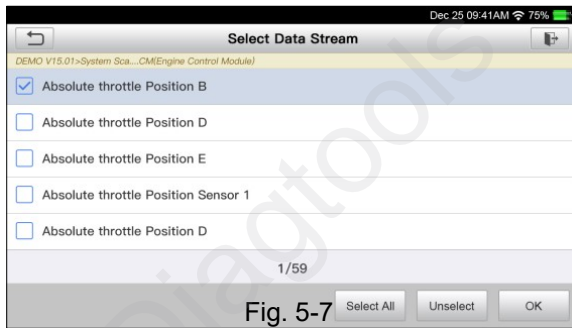 Dec 25 09:41AM 75%
Select Data Stream
DEMO V15.01>System Sca....CM(Engine Control Module)
Absolute throttle Position B
Absolute throttle Position D
Absolute throttle Position E
Absolute throttle Position Sensor 1
Absolute throttle Position D
1/59
Fig. 5-7 Select All Unselect OK
Diagtools